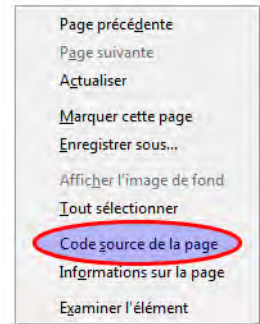 Page précédente
Page suivante
Actualiser
Marquer cette page
Enregistrer sous...
Afficher l'image de fond
Tout sélectionner
Code source de la page
Informations sur la page
Examiner l'élément